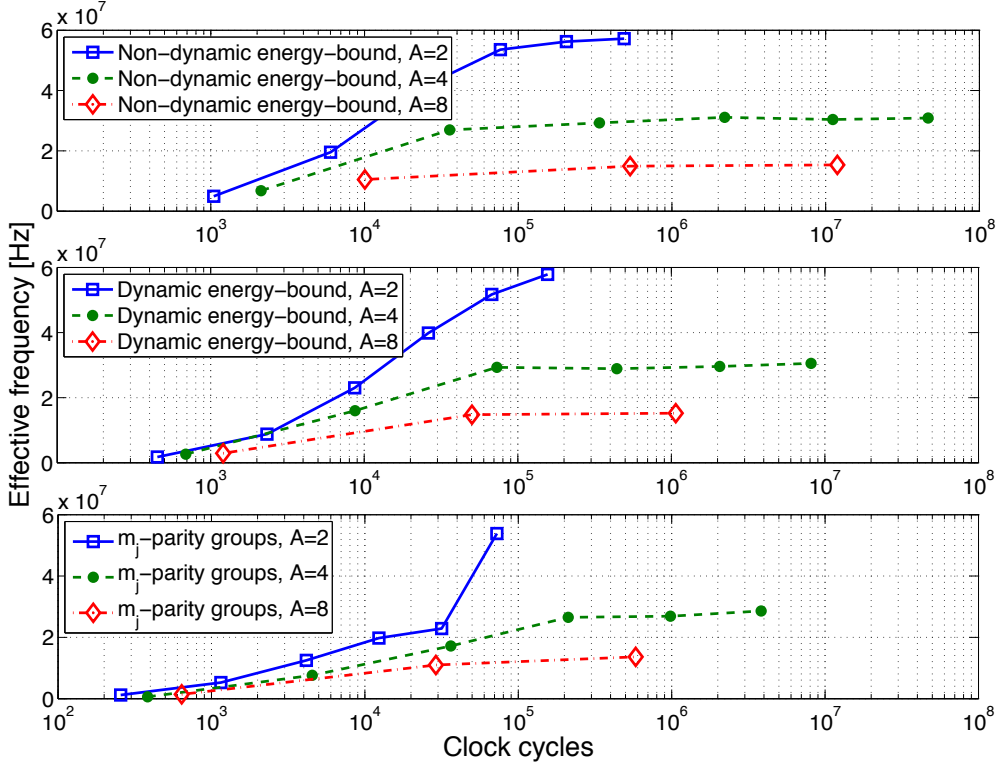 x 10^7
6
4
2
0
Non-dynamic energy-bound, A=2
Non-dynamic energy-bound, A=4
Non-dynamic energy-bound, A=8
10^3 10^4 10^5 10^6 10^7 10^8
x 10^7
6
4
2
0
Dynamic energy-bound, A=2
Dynamic energy-bound, A=4
Dynamic energy-bound, A=8
10^3 10^4 10^5 10^6 10^7 10^8
Effective frequency [Hz]
x 10^7
6
4
2
0
m_j-parity groups, A=2
m_j-parity groups, A=4
m_j-parity groups, A=8
10^2 10^3 10^4 10^5 10^6 10^7 10^8
Clock cycles